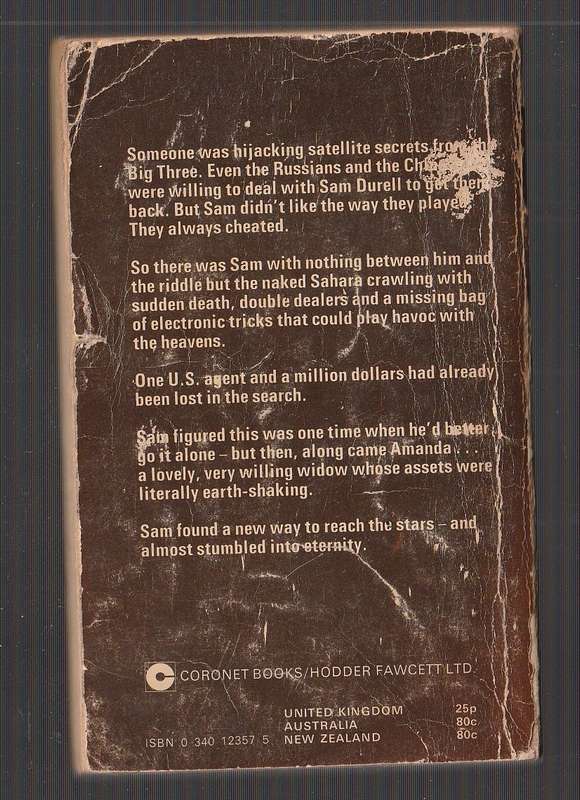 Someone was hijacking satellite secrets from the
Big Three. Even the Russians and the
were willing to deal with Sam Durell to get them
back. But Sam didn't like the way they played.
They always cheated.
So there was Sam with nothing between him and
the riddle but the naked Sahara crawling with
sudden death, double dealers and a missing bag
of electronic tricks that could play havoc with
the heavens.
One U.S. agent and a million dollars had already
been lost in the search.
Sam figured this was one time when he'd better
go it alone – but then, along came Amanda . . .
a lovely, very willing widow whose assets were
literally earth-shaking.
Sam found a new way to reach the stars – and
almost stumbled into eternity.
CORONET BOOKS/HODDER FAWCETT LTD.
UNITED KINGDOM 25p
AUSTRALIA 80c
ISBN 0 340 12357 5 NEW ZEALAND 80c